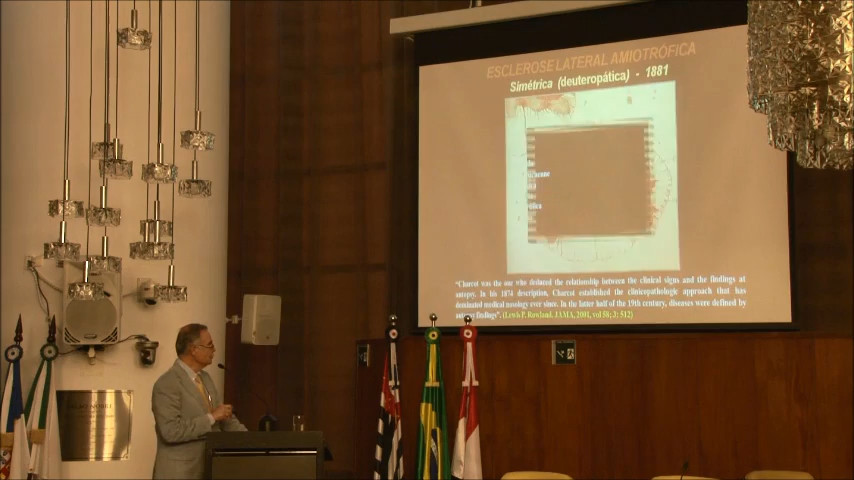 ESCLEROSE LATERAL AMIOTRÓFICA
Simétrica (deuteropática) - 1881
"Charcot was the one who deduced the relationship between the clinical signs and the findings at
autopsy. In his 1874 description, Charcot established the clinicopathologic approach that has
dominated medical nosology ever since. In the latter half of the 19th century, diseases were defined by
autopsy findings". (Lewis P. Rowland. JAMA, 2001, vol 58; 2: 512)